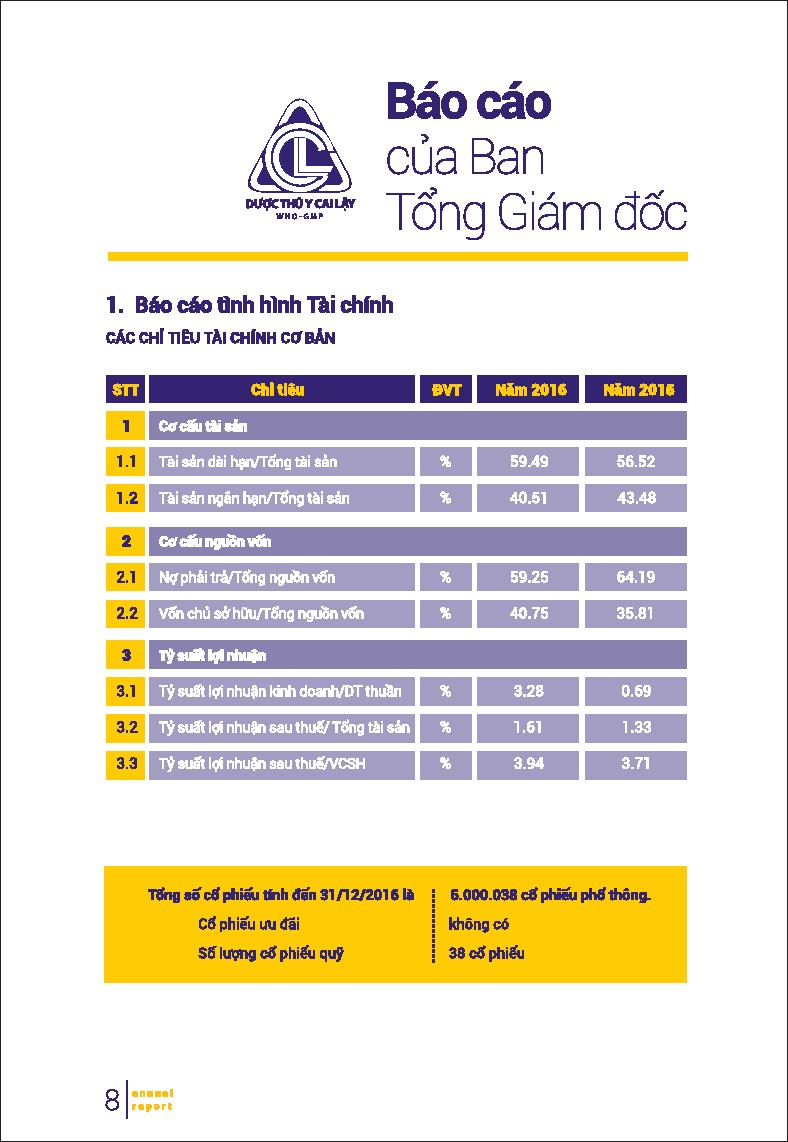 Báo cáo
của Ban
Tổng Giám đốc
CL
DƯỢC THÚ Y CAI LẬY
WHO-GMP
1. Báo cáo tình hình Tài chính
CÁC CHỈ TIÊU TÀI CHÍNH CƠ BẢN
STT Chỉ tiêu ĐVT Năm 2016 Năm 2015
1 Cơ cấu tài sản
1.1 Tài sản dài hạn/Tổng tài sản % 59.49 56.52
1.2 Tài sản ngắn hạn/Tổng tài sản % 40.51 43.48
2 Cơ cấu nguồn vốn
2.1 Nợ phải trả/Tổng nguồn vốn % 59.25 64.19
2.2 Vốn chủ sở hữu/Tổng nguồn vốn % 40.75 35.81
3 Tỷ suất lợi nhuận
3.1 Tỷ suất lợi nhuận kinh doanh/DT thuần % 3.28 0.69
3.2 Tỷ suất lợi nhuận sau thuế/ Tổng tài sản % 1.61 1.33
3.3 Tỷ suất lợi nhuận sau thuế/VCSH % 3.94 3.71
Tổng số cổ phiếu tính đến 31/12/2016 là 5.000.038 cổ phiếu phổ thông.
Cổ phiếu ưu đãi không có
Số lượng cổ phiếu quỹ 38 cổ phiếu
8 annual
report